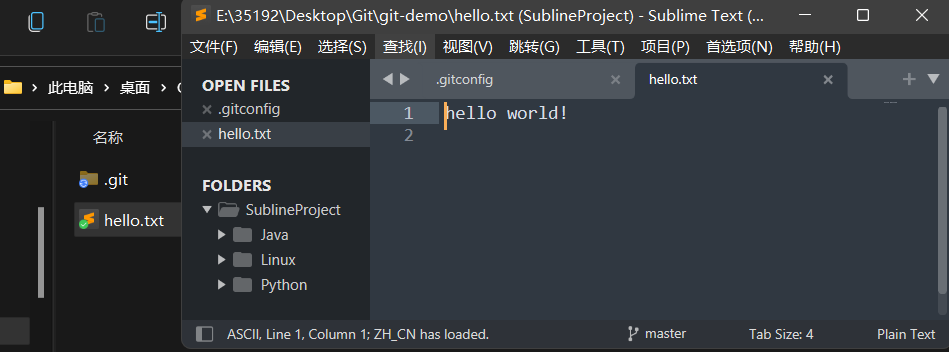 E:\35192\Desktop\Git\git-demo\hello.txt (SublineProject) - Sublime Text (...
文件(F) 编辑(E) 选择(S) 查找(I) 视图(V) 跳转(G) 工具(T) 项目(P) 首选项(N) 帮助(H)
此电脑 桌面
名称
.git
hello.txt
OPEN FILES
.gitconfig
hello.txt
FOLDERS
SublineProject
Java
Linux
Python
.gitconfig hello.txt
1 hello world!
2
ASCII, Line 1, Column 1; ZH_CN has loaded. master Tab Size: 4 Plain Text